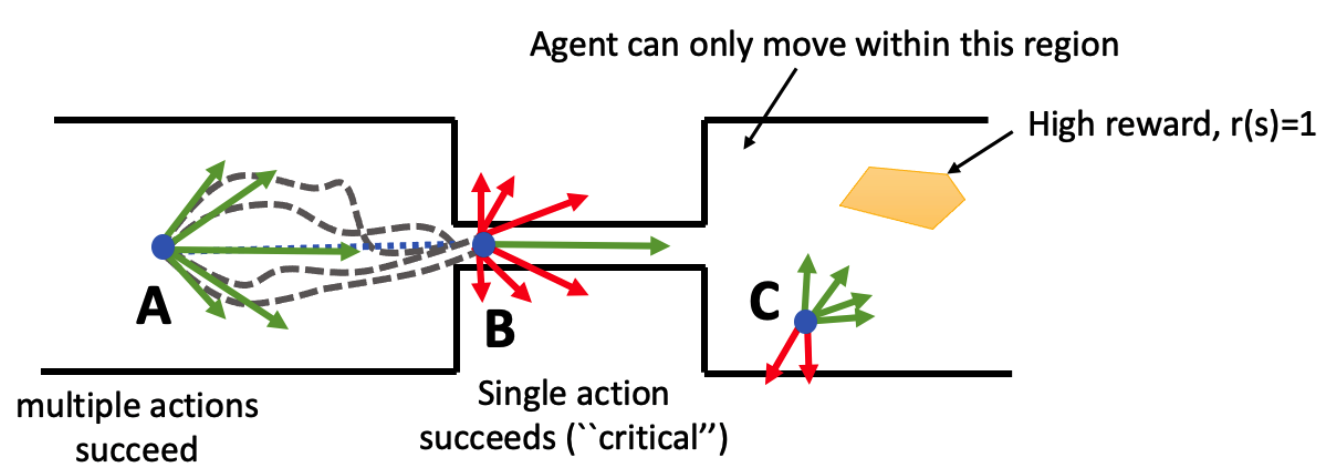 Agent can only move within this region
High reward, r(s)=1
A
B
C
multiple actions
succeed
Single action
succeeds (``critical’’)